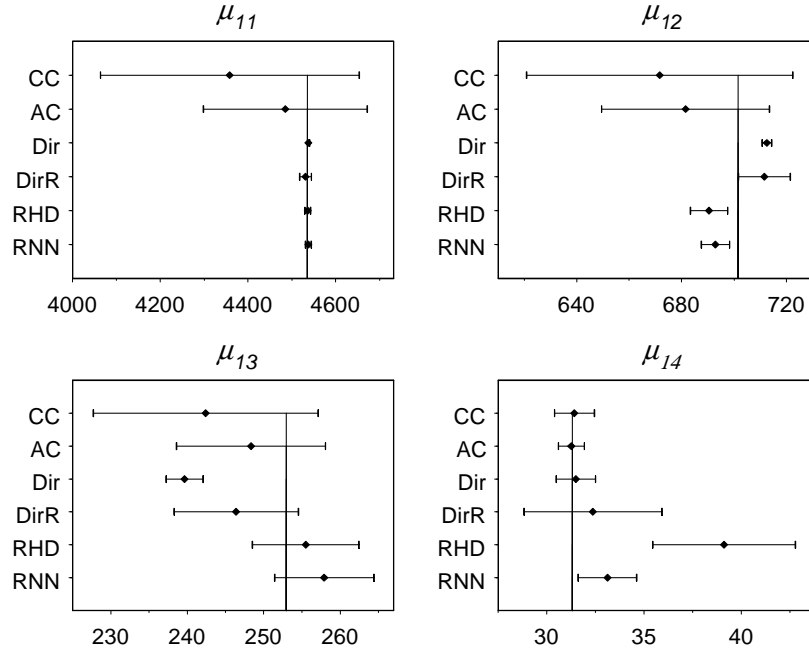 μ11
μ12
CC
AC
Dir
DirR
RHD
RNN
4000 4200 4400 4600
CC
AC
Dir
DirR
RHD
RNN
640 680 720
μ13
μ14
CC
AC
Dir
DirR
RHD
RNN
230 240 250 260
CC
AC
Dir
DirR
RHD
RNN
30 35 40